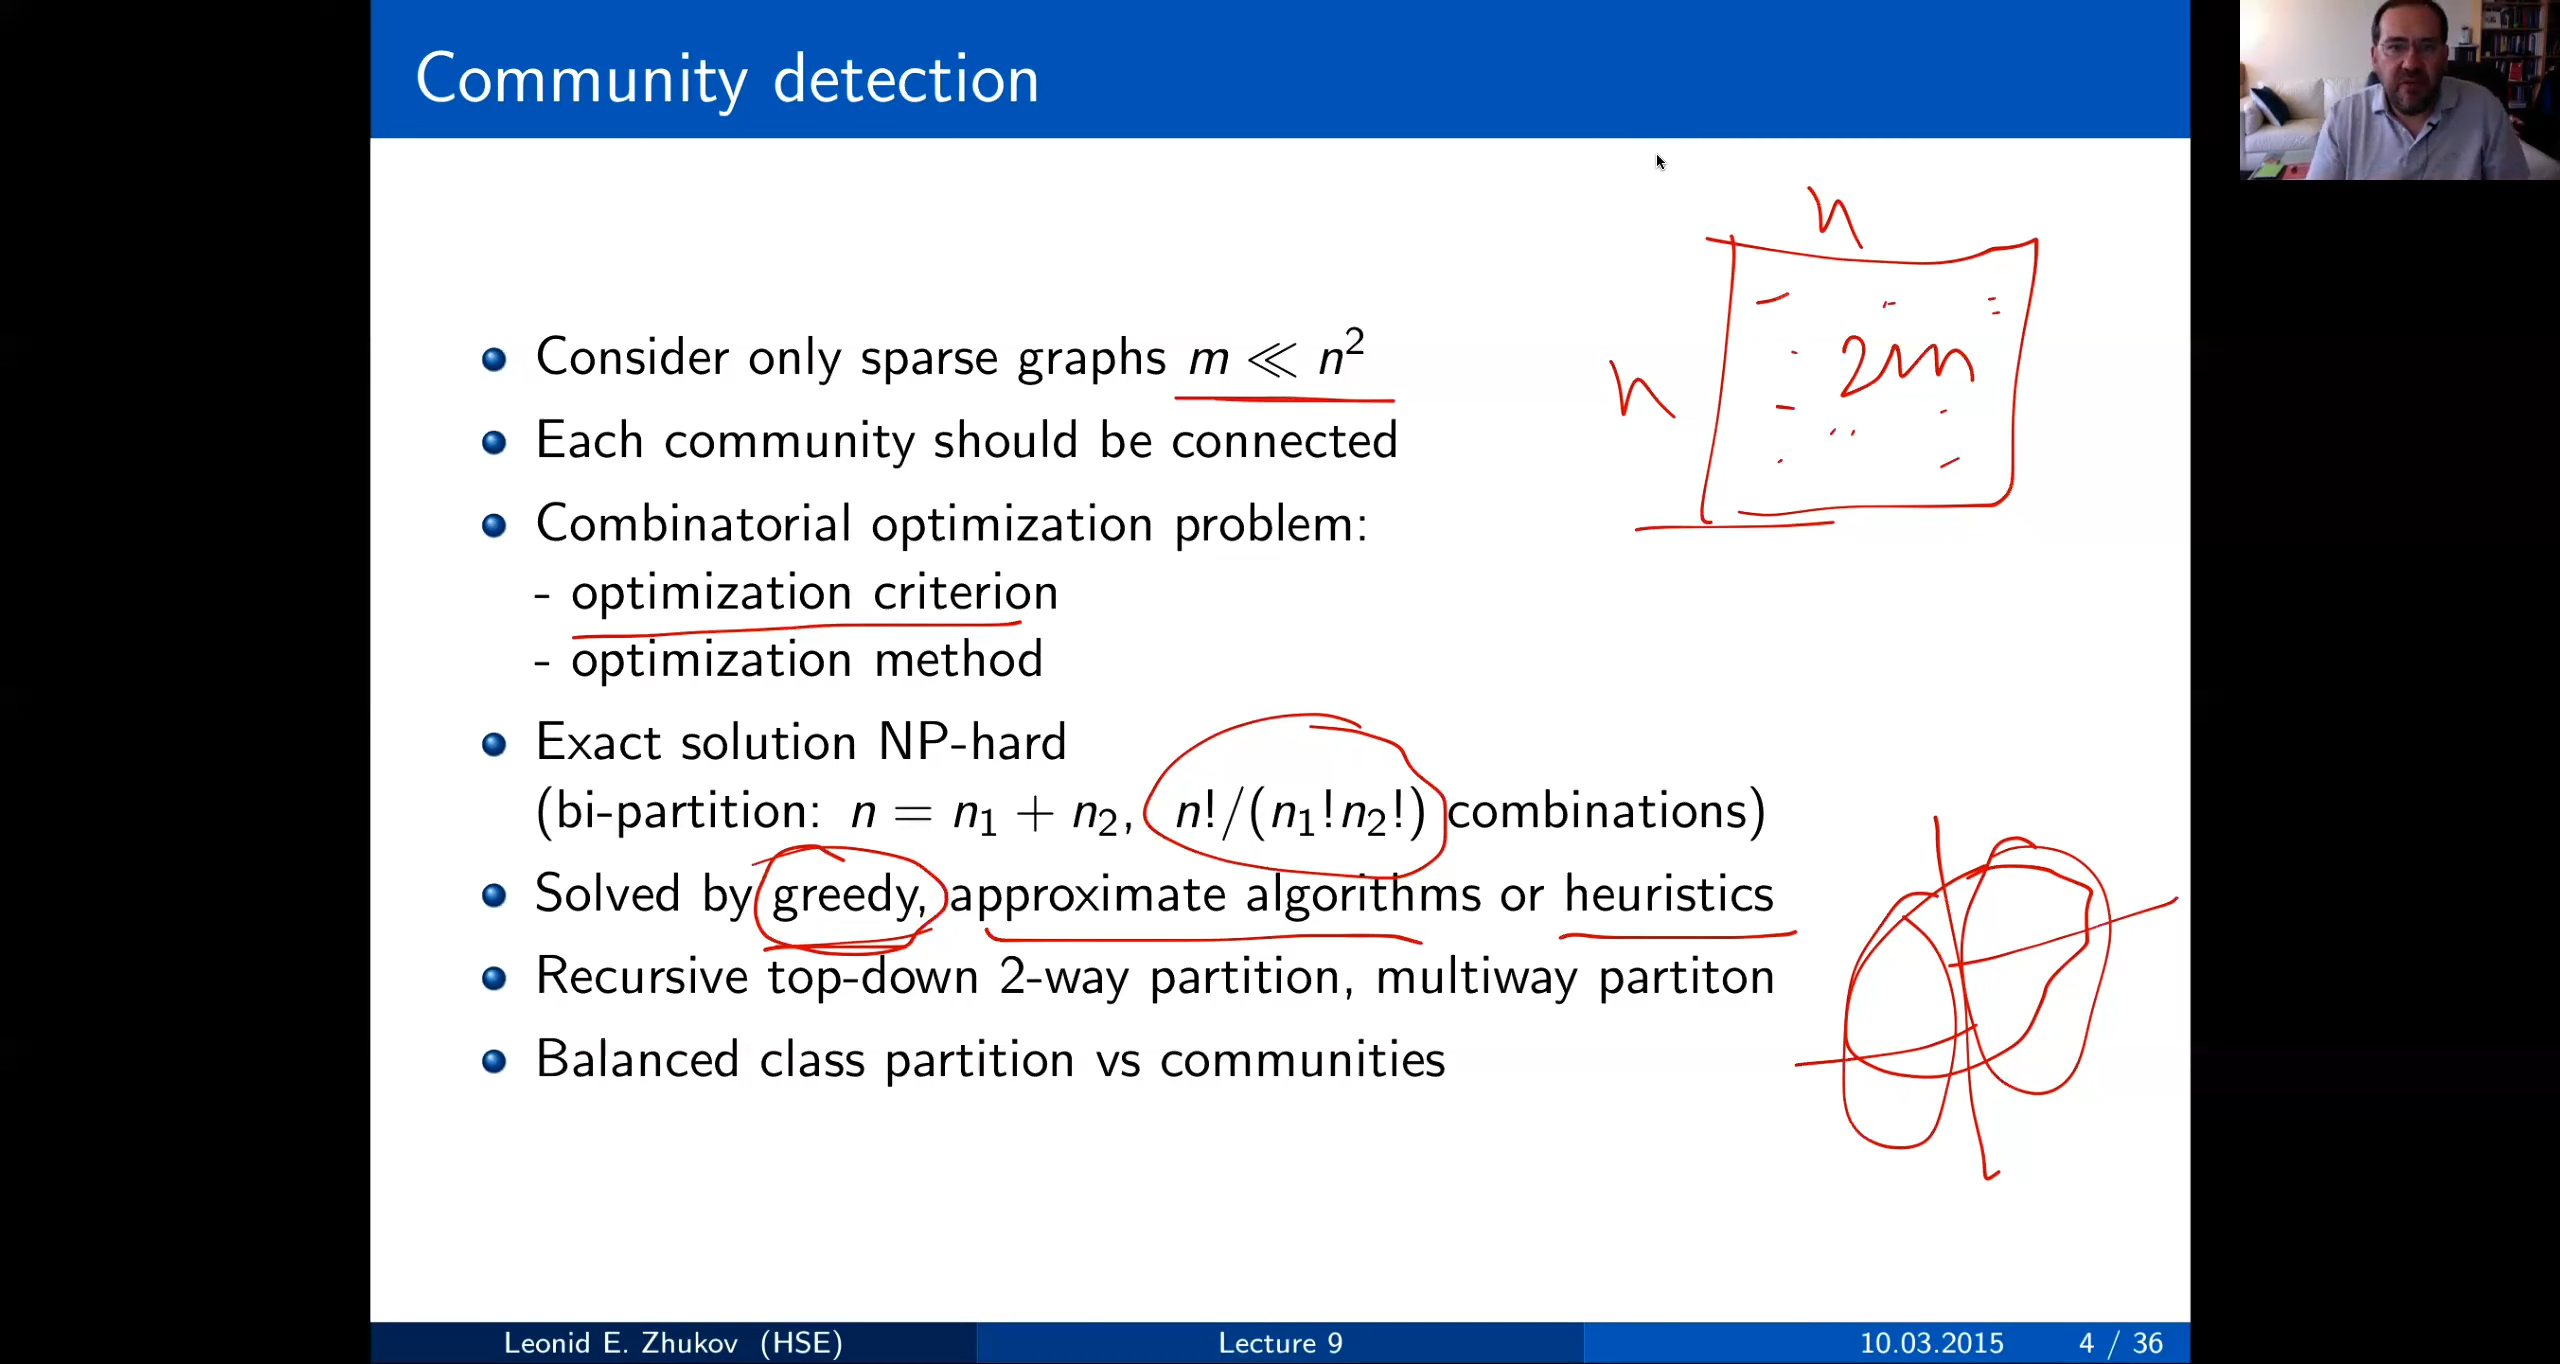 Community detection
n
n
2m
Consider only sparse graphs m ≪ n²
Each community should be connected
Combinatorial optimization problem:
- optimization criterion
- optimization method
Exact solution NP-hard
(bi-partition: n = n₁ + n₂, n!/(n₁!n₂!) combinations)
Solved by greedy, approximate algorithms or heuristics
Recursive top-down 2-way partition, multiway partiton
Balanced class partition vs communities
Leonid E. Zhukov (HSE) Lecture 9 10.03.2015 4 / 36